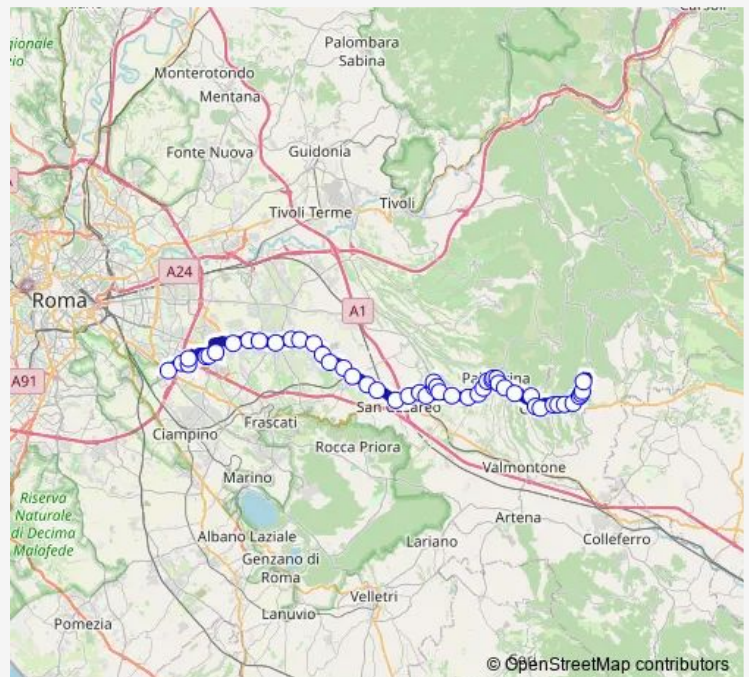 Palombara
Sabina
Monterotondo
Mentana
Fonte Nuova
Guidonia
Tivoli Terme
Tivoli
A24
Roma
A1
A91
San Cesareo
Ciampino
Frascati
Rocca Priora
Valmontone
Marino
Riserva
Naturale
di Decima
Malafede
Albano Laziale
Artena
Lariano
Colleferro
Genzano di
Roma
Velletri
Lanuvio
Pomezia
© OpenStreetMap contributors